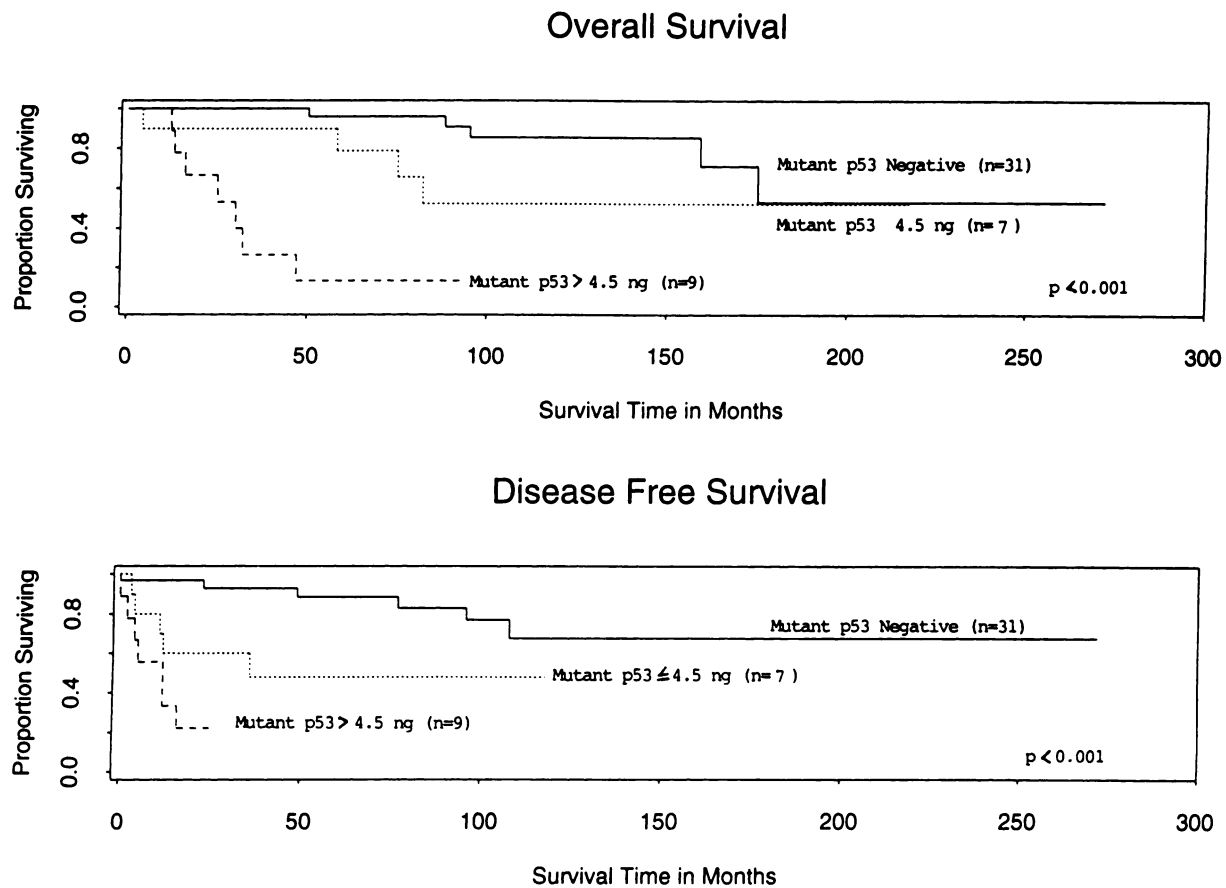 Overall Survival
Proportion Surviving
0.8
0.4
0.0
Mutant p53 Negative (n=31)
Mutant p53 4.5 ng (n=7)
Mutant p53> 4.5 ng (n=9)
p <0.001
0 50 100 150 200 250 300
Survival Time in Months
Disease Free Survival
Proportion Surviving
0.8
0.4
0.0
Mutant p53 Negative (n=31)
Mutant p53≤4.5 ng (n=7)
Mutant p53> 4.5 ng (n=9)
p <0.001
0 50 100 150 200 250 300
Survival Time in Months